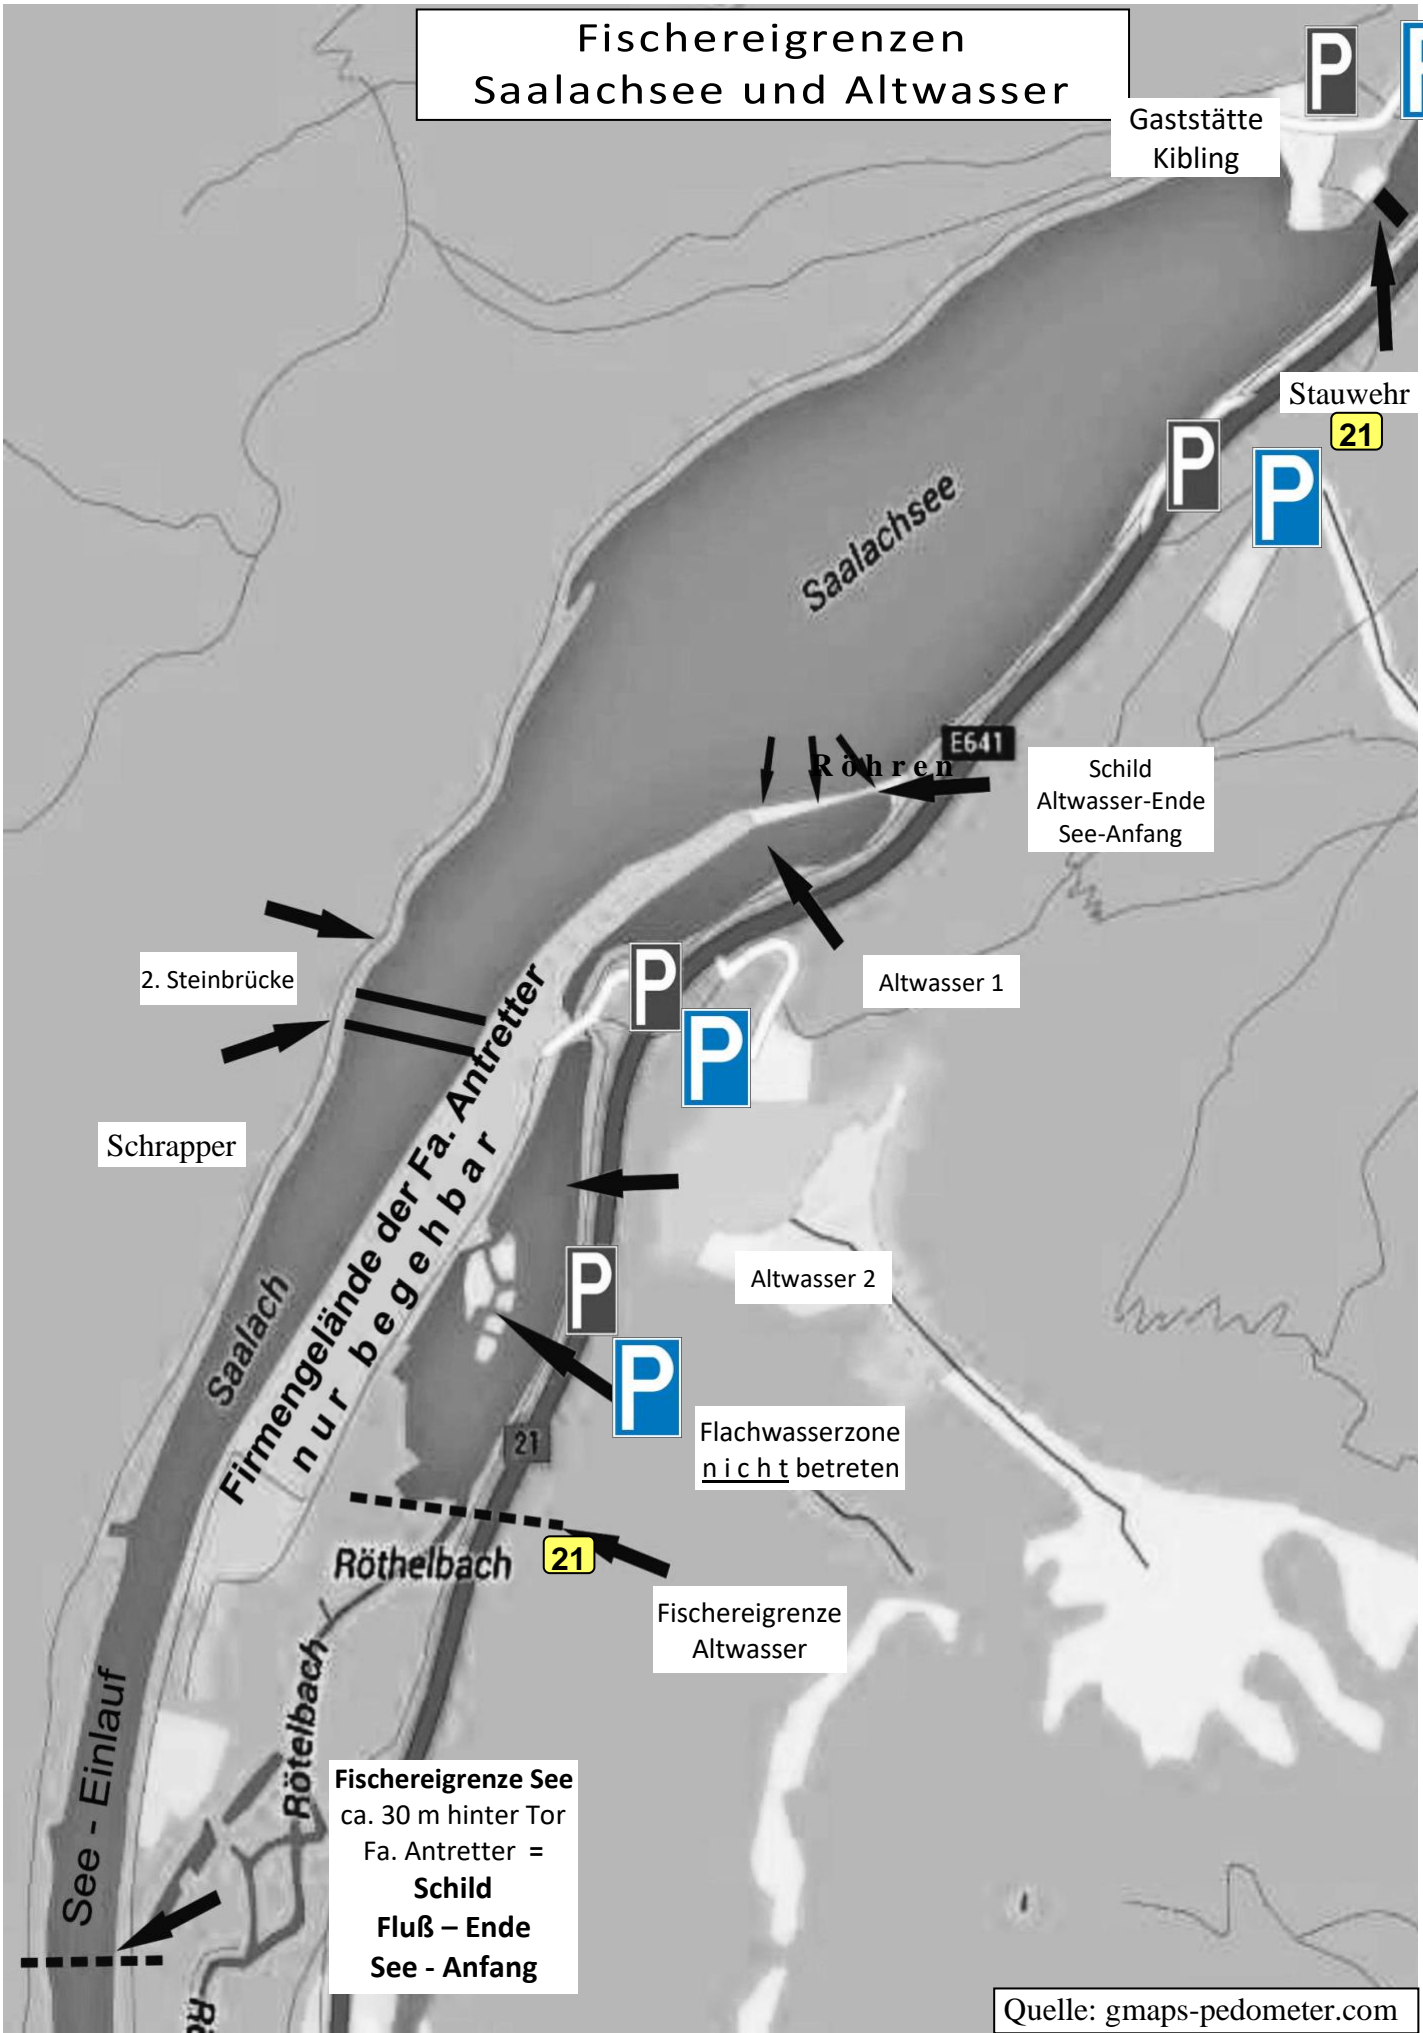 Fischereigrenzen
Saalachsee und Altwasser
P
P
Gaststätte
Kibling
Stauwehr
21
P
P
Saalachsee
E641
Röhren
Schild
Altwasser-Ende
See-Anfang
2. Steinbrücke
Altwasser 1
P
P
Firmengelände der Fa. Antretter
nur begehbar
Schrapper
Altwasser 2
P
P
Saalach
21
Flachwasserzone
nicht betreten
Röthelbach
21
Fischereigrenze
Altwasser
Rötelbach
See - Einlauf
Fischereigrenze See
ca. 30 m hinter Tor
Fa. Antretter =
Schild
Fluß – Ende
See - Anfang
Rö
Quelle: gmaps-pedometer.com